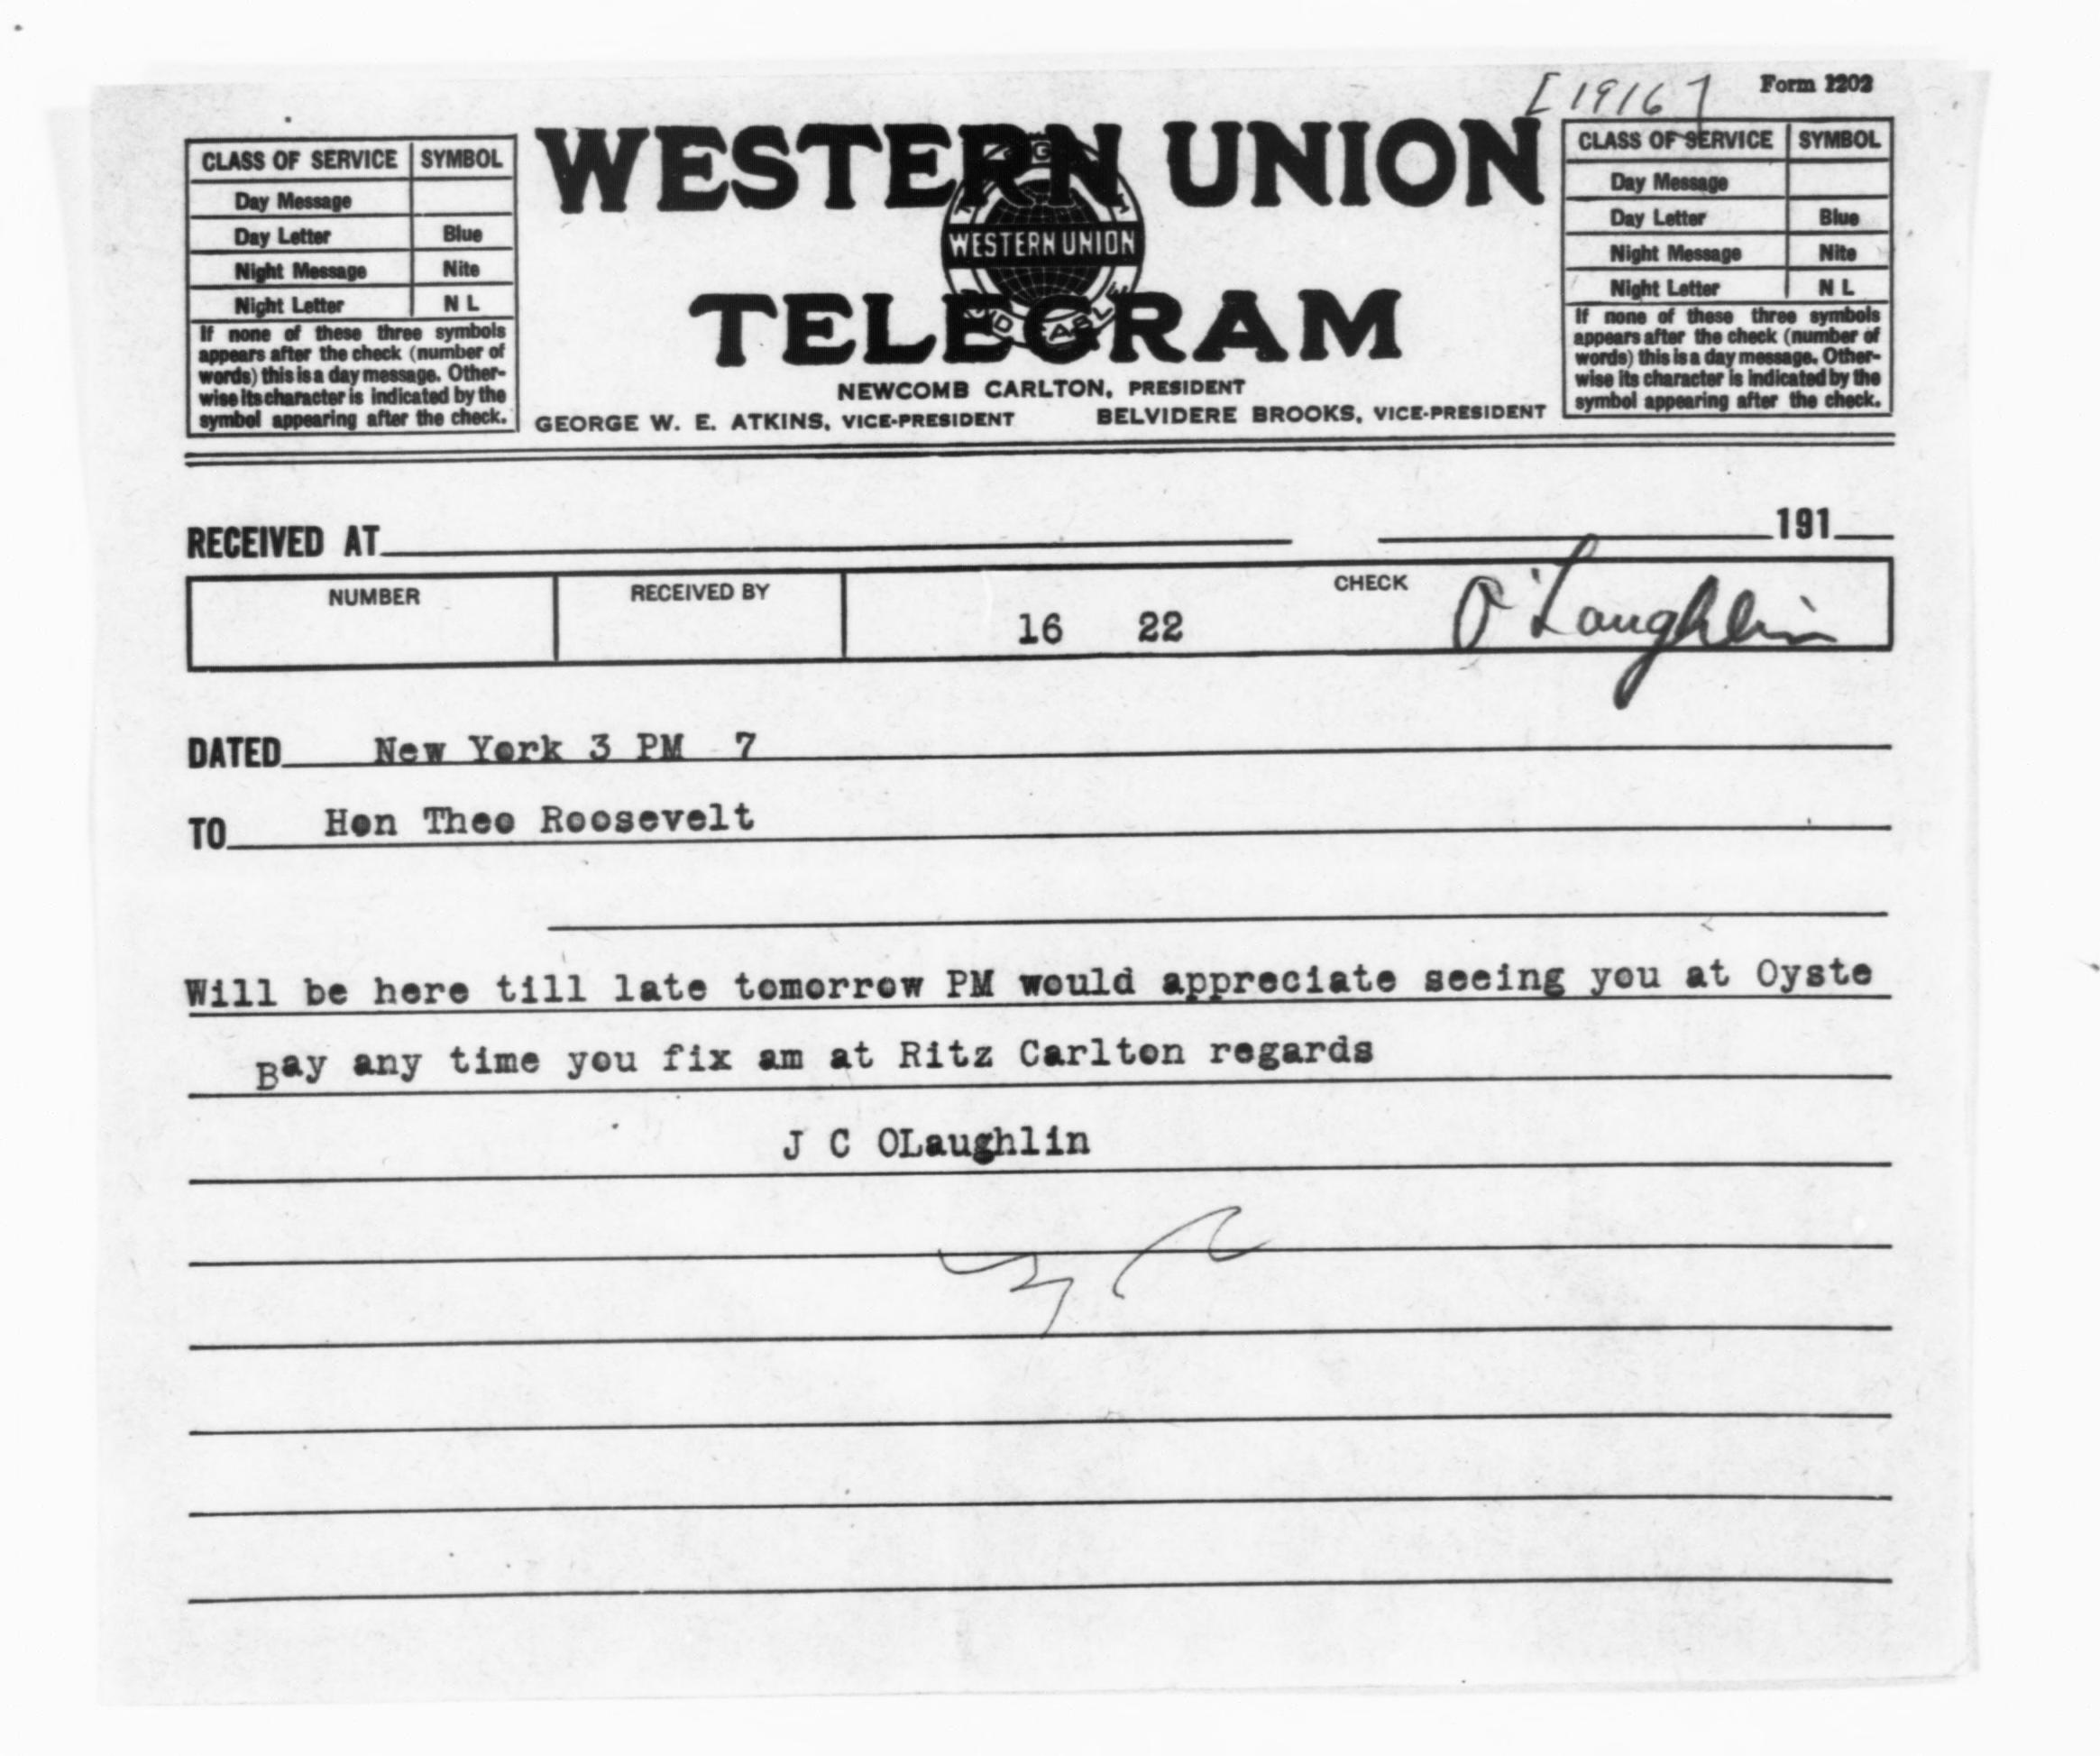 [1916]
Form 1202
CLASS OF SERVICE SYMBOL
Day Message
Day Letter Blue
Night Message Nite
Night Letter N L
If none of these three symbols
appears after the check (number of
words) this is a day message. Other-
wise its character is indicated by the
symbol appearing after the check.
WESTERN UNION
WESTERN UNION
TELEGRAM
NEWCOMB CARLTON, PRESIDENT
GEORGE W. E. ATKINS, VICE-PRESIDENT BELVIDERE BROOKS, VICE-PRESIDENT
CLASS OF SERVICE SYMBOL
Day Message
Day Letter Blue
Night Message Nite
Night Letter N L
If none of these three symbols
appears after the check (number of
words) this is a day message. Other-
wise its character is indicated by the
symbol appearing after the check.
RECEIVED AT 191
NUMBER RECEIVED BY CHECK
16 22 O'Laughlin
DATED New York 3 PM 7
TO Hon Theo Roosevelt
Will be here till late tomorrow PM would appreciate seeing you at Oyste
Bay any time you fix am at Ritz Carlton regards
J C OLaughlin